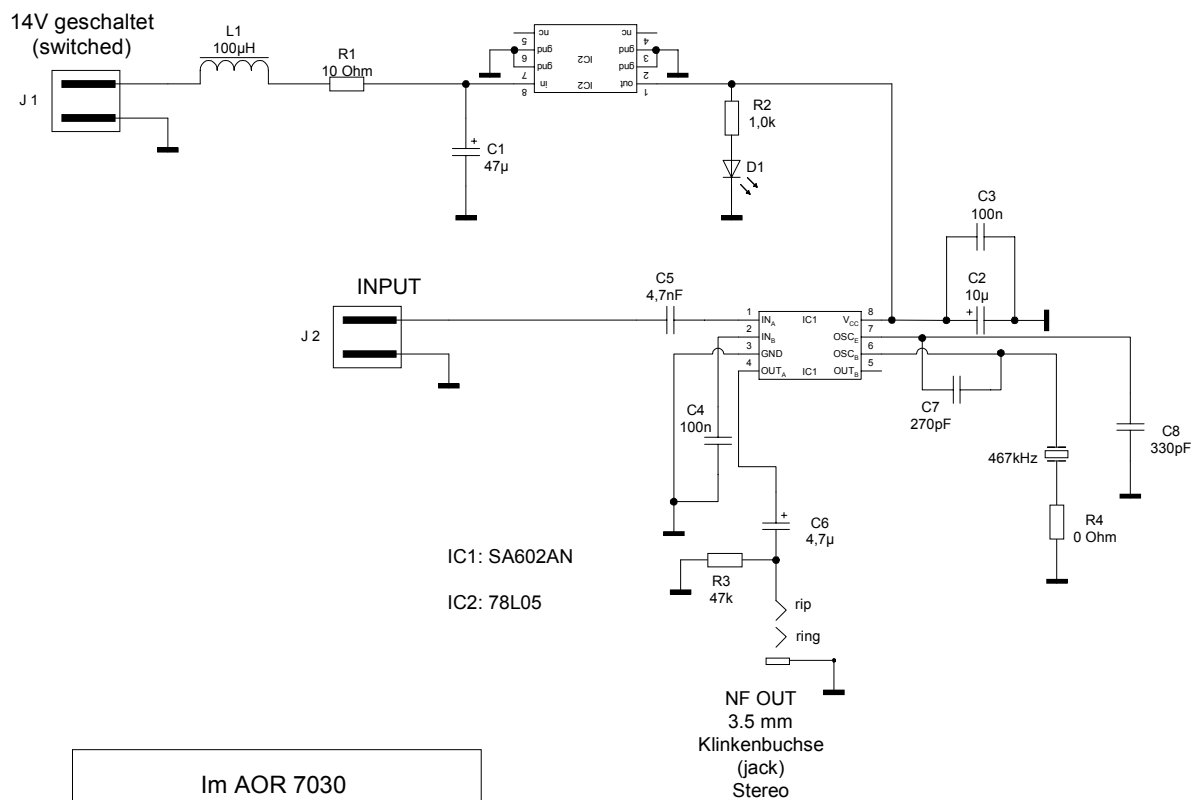 14V geschaltet
(switched)
L1
100µH
J 1
R1
10 Ohm
nc
5
gnd
6
gnd
7
in
8
IC2
IC2
nc
4
gnd
3
gnd
2
out
1
+
C1
47µ
R2
1,0k
D1
C3
100n
C2
10µ
+
INPUT
J 2
C5
4,7nF
1
2
3
4
IN_A
IN_B
GND
OUT_A
IC1
IC1
V_CC
OSC_E
OSC_B
OUT_B
8
7
6
5
C7
270pF
C4
100n
467kHz
C8
330pF
R4
0 Ohm
+
C6
4,7µ
IC1: SA602AN
IC2: 78L05
R3
47k
rip
ring
NF OUT
3.5 mm
Klinkenbuchse
(jack)
Stereo
Im AOR 7030